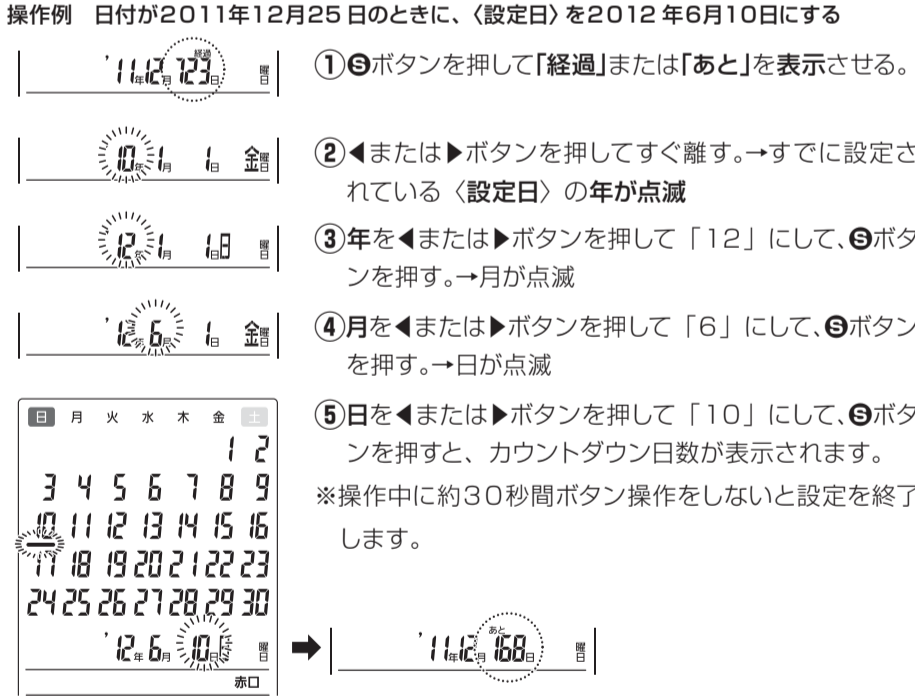 操作例　日付が2011年12月25日のときに、〈設定日〉を2012年6月10日にする
'11年12月 経過 723日 曜日
①Ⓢボタンを押して「経過」または「あと」を表示させる。
10年 1月 1日 金曜日
②◀または▶ボタンを押してすぐ離す。→すでに設定さ
れている〈設定日〉の年が点滅
12年 1月 1日 日 曜日
③年を◀または▶ボタンを押して「12」にして、Ⓢボタ
ンを押す。→月が点滅
'12年 6月 1日 金曜日
④月を◀または▶ボタンを押して「6」にして、Ⓢボタン
を押す。→日が点滅
⑤日を◀または▶ボタンを押して「10」にして、Ⓢボタ
ンを押すと、カウントダウン日数が表示されます。
※操作中に約30秒間ボタン操作をしないと設定を終了
します。
日 月 火 水 木 金 土
1 2
3 4 5 6 7 8 9
10 11 12 13 14 15 16
17 18 19 20 21 22 23
24 25 26 27 28 29 30
'12年 6月 10日 日 曜日
赤口
➡
'11年12月 あと 168日 曜日